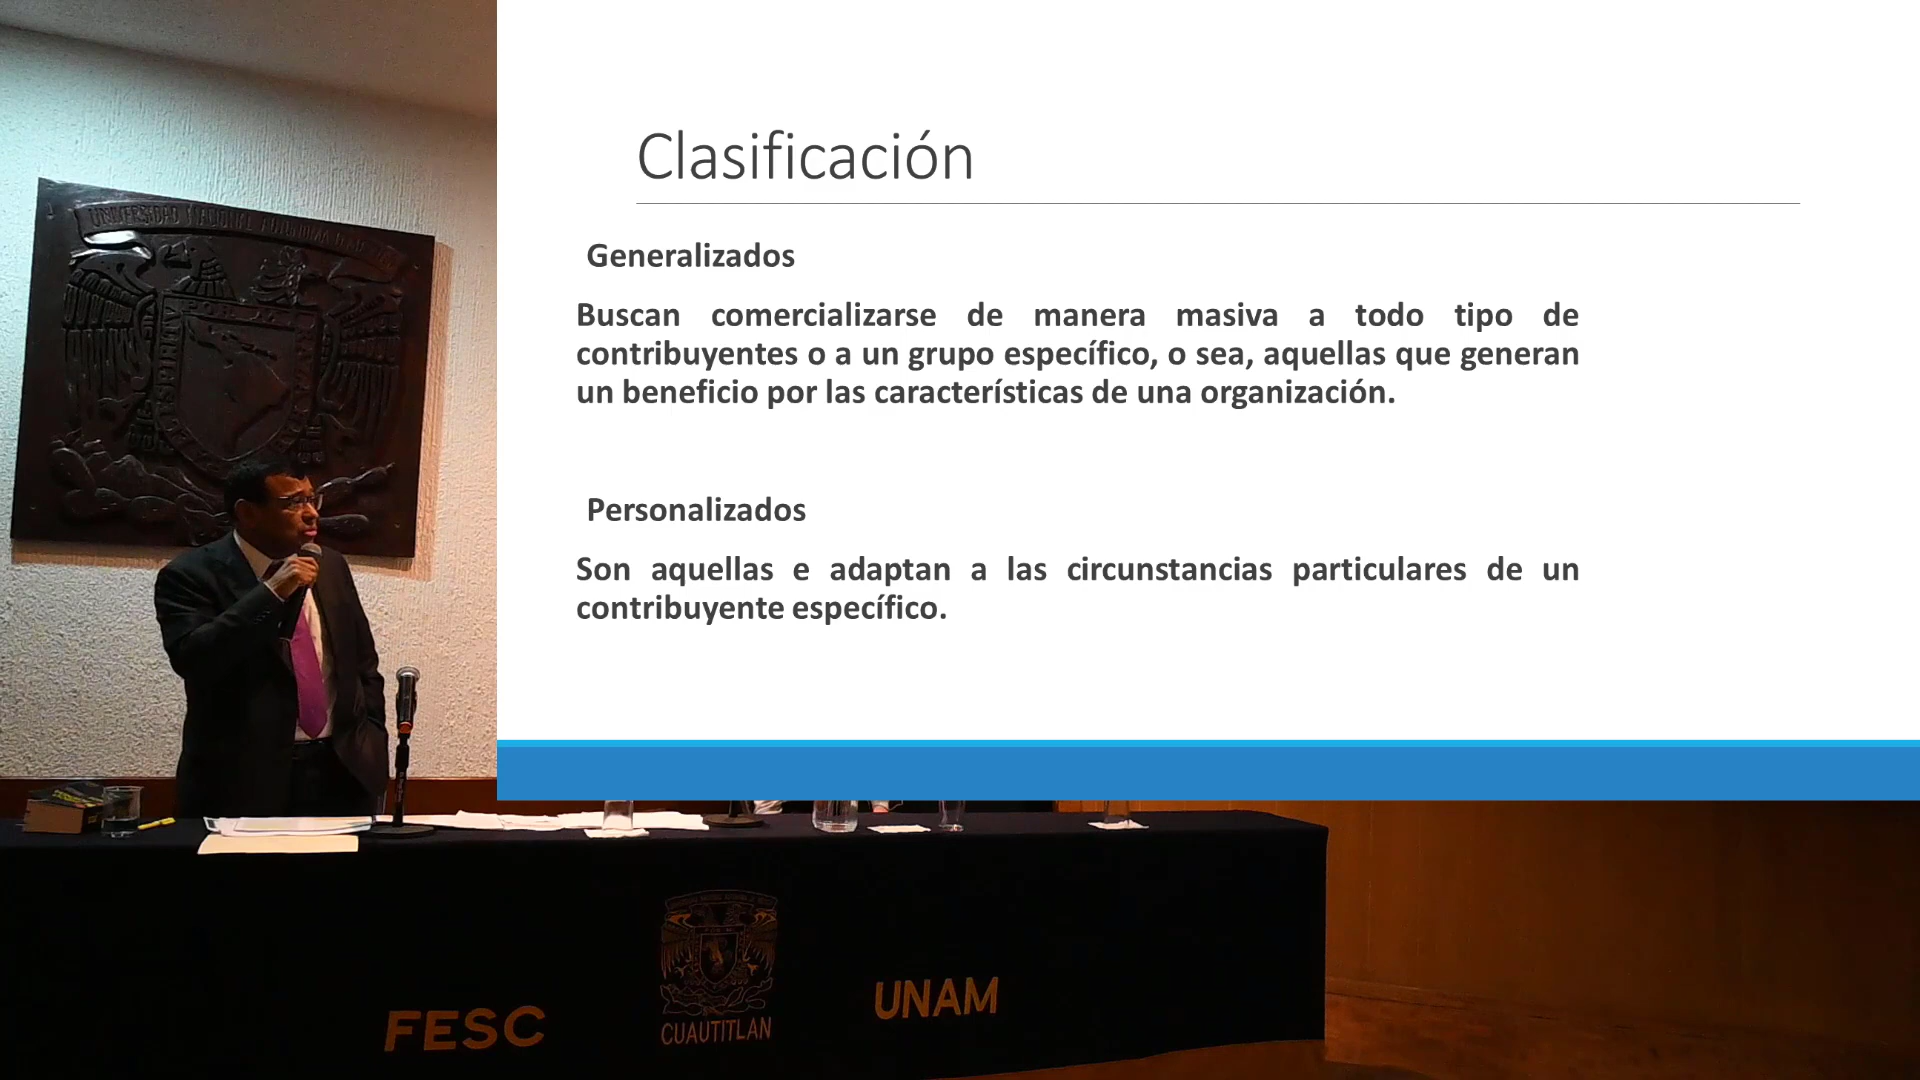 Clasificación
Generalizados
Buscan comercializarse de manera masiva a todo tipo de
contribuyentes o a un grupo específico, o sea, aquellas que generan
un beneficio por las características de una organización.
Personalizados
Son aquellas e adaptan a las circunstancias particulares de un
contribuyente específico.
FESC
CUAUTITLAN
UNAM